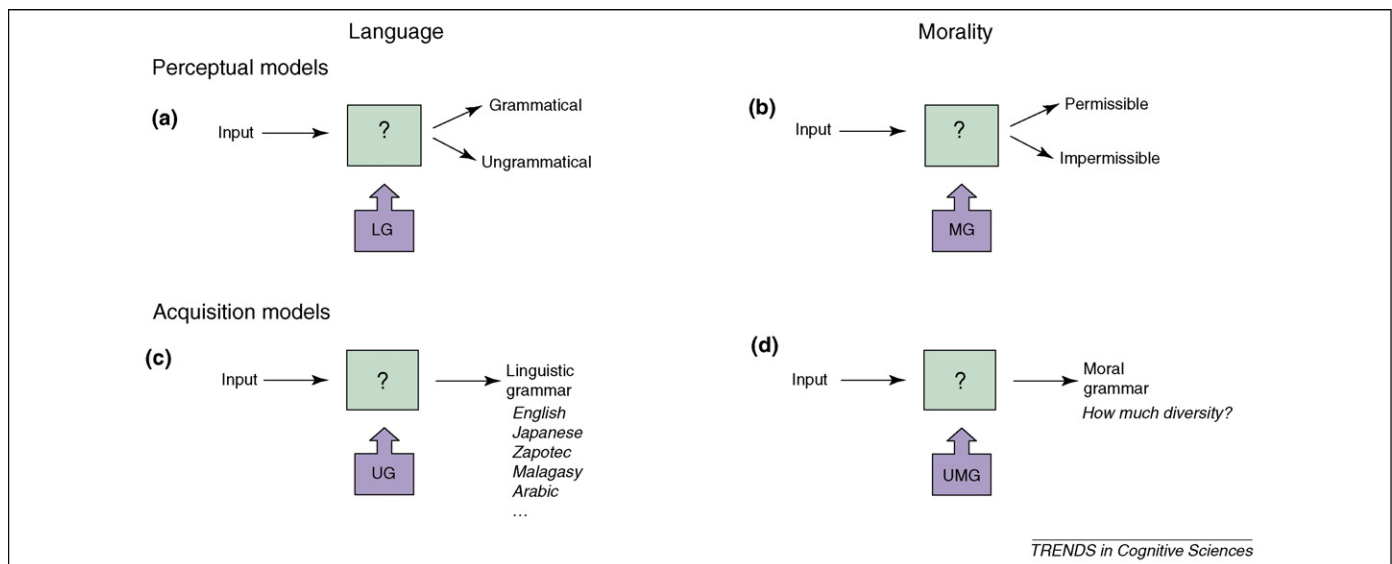 Language
Morality
Perceptual models
(a)
Input
?
Grammatical
Ungrammatical
LG
(b)
Input
?
Permissible
Impermissible
MG
Acquisition models
(c)
Input
?
Linguistic
grammar
English
Japanese
Zapotec
Malagasy
Arabic
...
UG
(d)
Input
?
Moral
grammar
How much diversity?
UMG
TRENDS in Cognitive Sciences